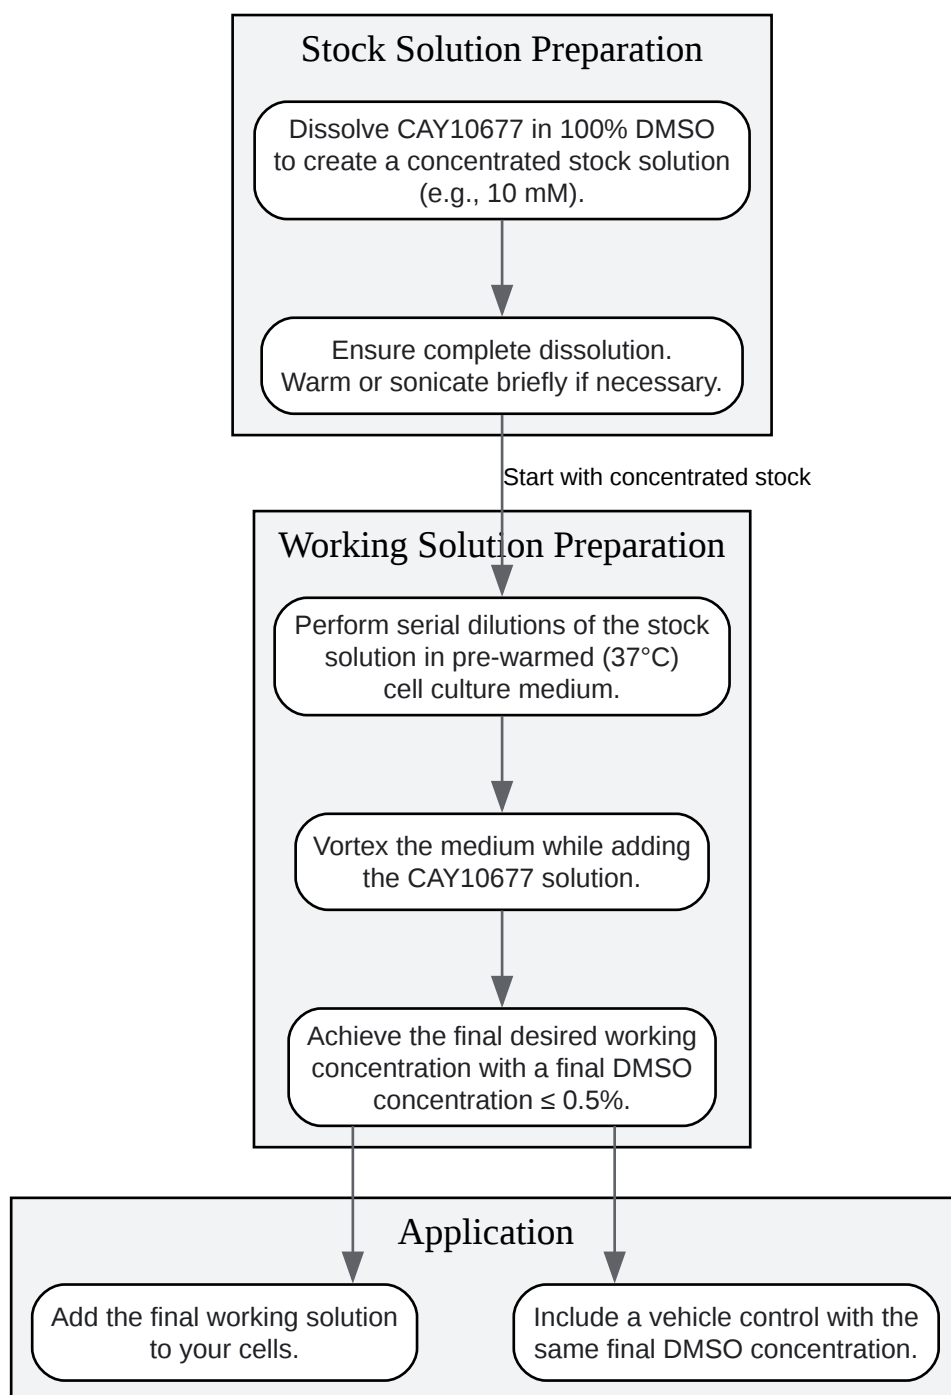 Stock Solution Preparation
Dissolve CAY10677 in 100% DMSO
to create a concentrated stock solution
(e.g., 10 mM).
Ensure complete dissolution.
Warm or sonicate briefly if necessary.
Start with concentrated stock
Working Solution Preparation
Perform serial dilutions of the stock
solution in pre-warmed (37°C)
cell culture medium.
Vortex the medium while adding
the CAY10677 solution.
Achieve the final desired working
concentration with a final DMSO
concentration ≤ 0.5%.
Application
Add the final working solution
to your cells.
Include a vehicle control with the
same final DMSO concentration.